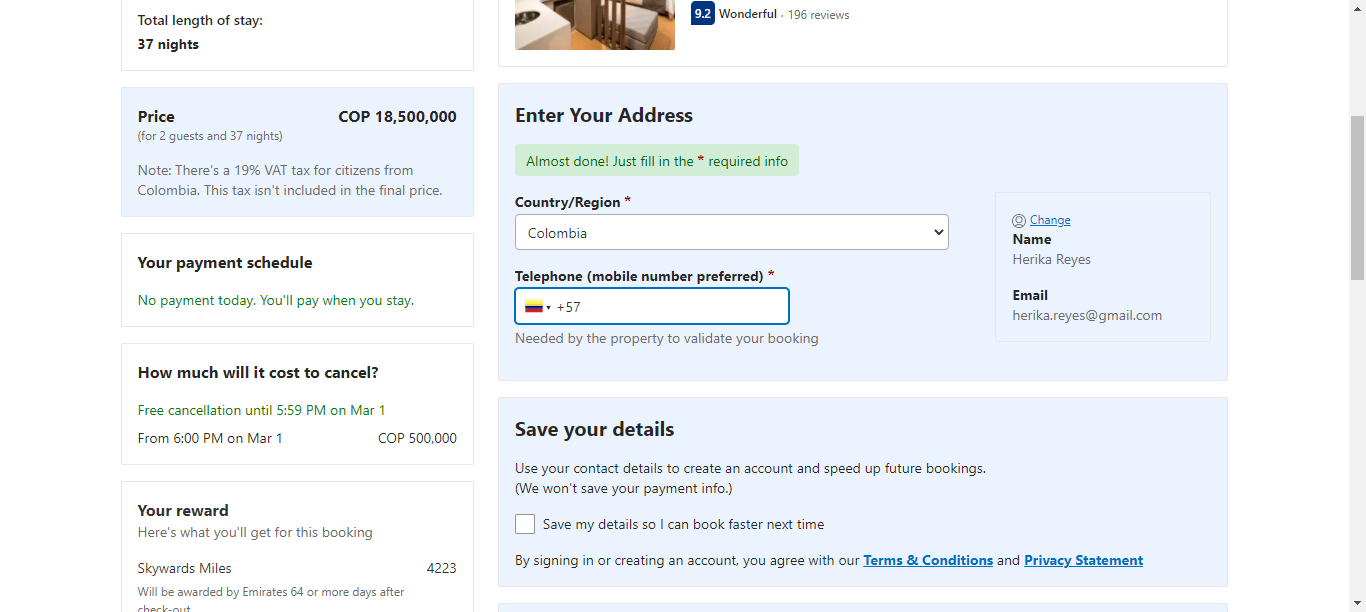 Total length of stay:
37 nights
Price COP 18,500,000
(for 2 guests and 37 nights)
Note: There's a 19% VAT tax for citizens from
Colombia. This tax isn't included in the final price.
Your payment schedule
No payment today. You'll pay when you stay.
How much will it cost to cancel?
Free cancellation until 5:59 PM on Mar 1
From 6:00 PM on Mar 1 COP 500,000
Your reward
Here's what you'll get for this booking
Skywards Miles 4223
Will be awarded by Emirates 64 or more days after
check-out
9.2 Wonderful · 196 reviews
Enter Your Address
Almost done! Just fill in the * required info
Country/Region *
Colombia
Telephone (mobile number preferred) *
+57
Needed by the property to validate your booking
Change
Name
Herika Reyes
Email
herika.reyes@gmail.com
Save your details
Use your contact details to create an account and speed up future bookings.
(We won't save your payment info.)
Save my details so I can book faster next time
By signing in or creating an account, you agree with our Terms & Conditions and Privacy Statement